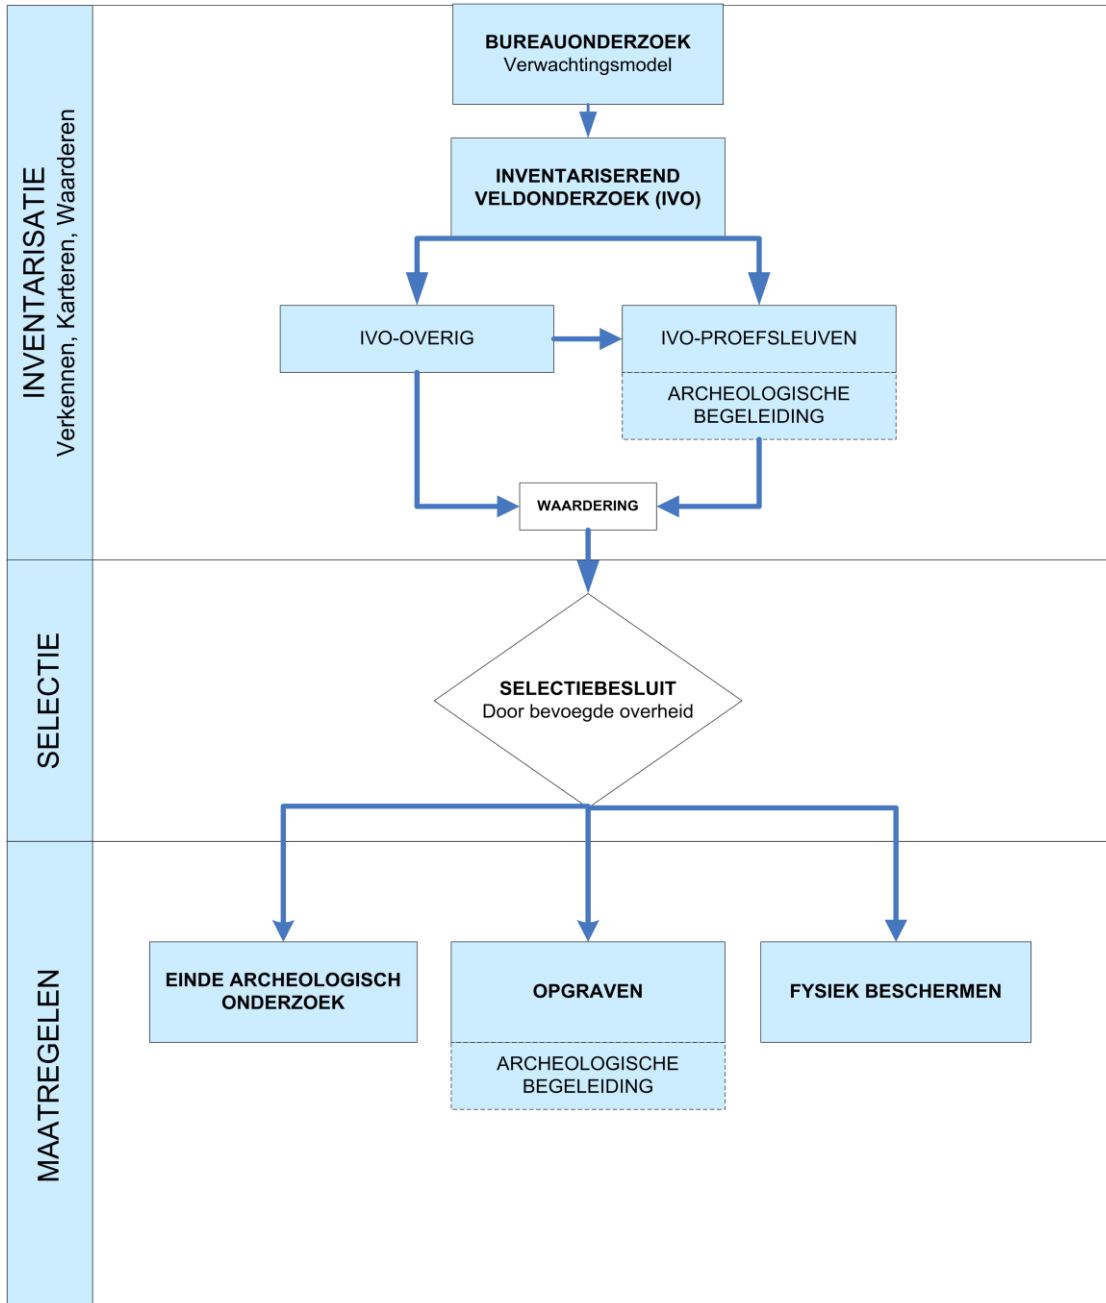 INVENTARISATIE
Verkennen, Karteren, Waarderen
BUREAUONDERZOEK
Verwachtingsmodel
INVENTARISEREND
VELDONDERZOEK (IVO)
IVO-OVERIG
IVO-PROEFSLEUVEN
ARCHEOLOGISCHE
BEGELEIDING
WAARDERING
SELECTIE
SELECTIEBESLUIT
Door bevoegde overheid
MAATREGELEN
EINDE ARCHEOLOGISCH
ONDERZOEK
OPGRAVEN
ARCHEOLOGISCHE
BEGELEIDING
FYSIEK BESCHERMEN